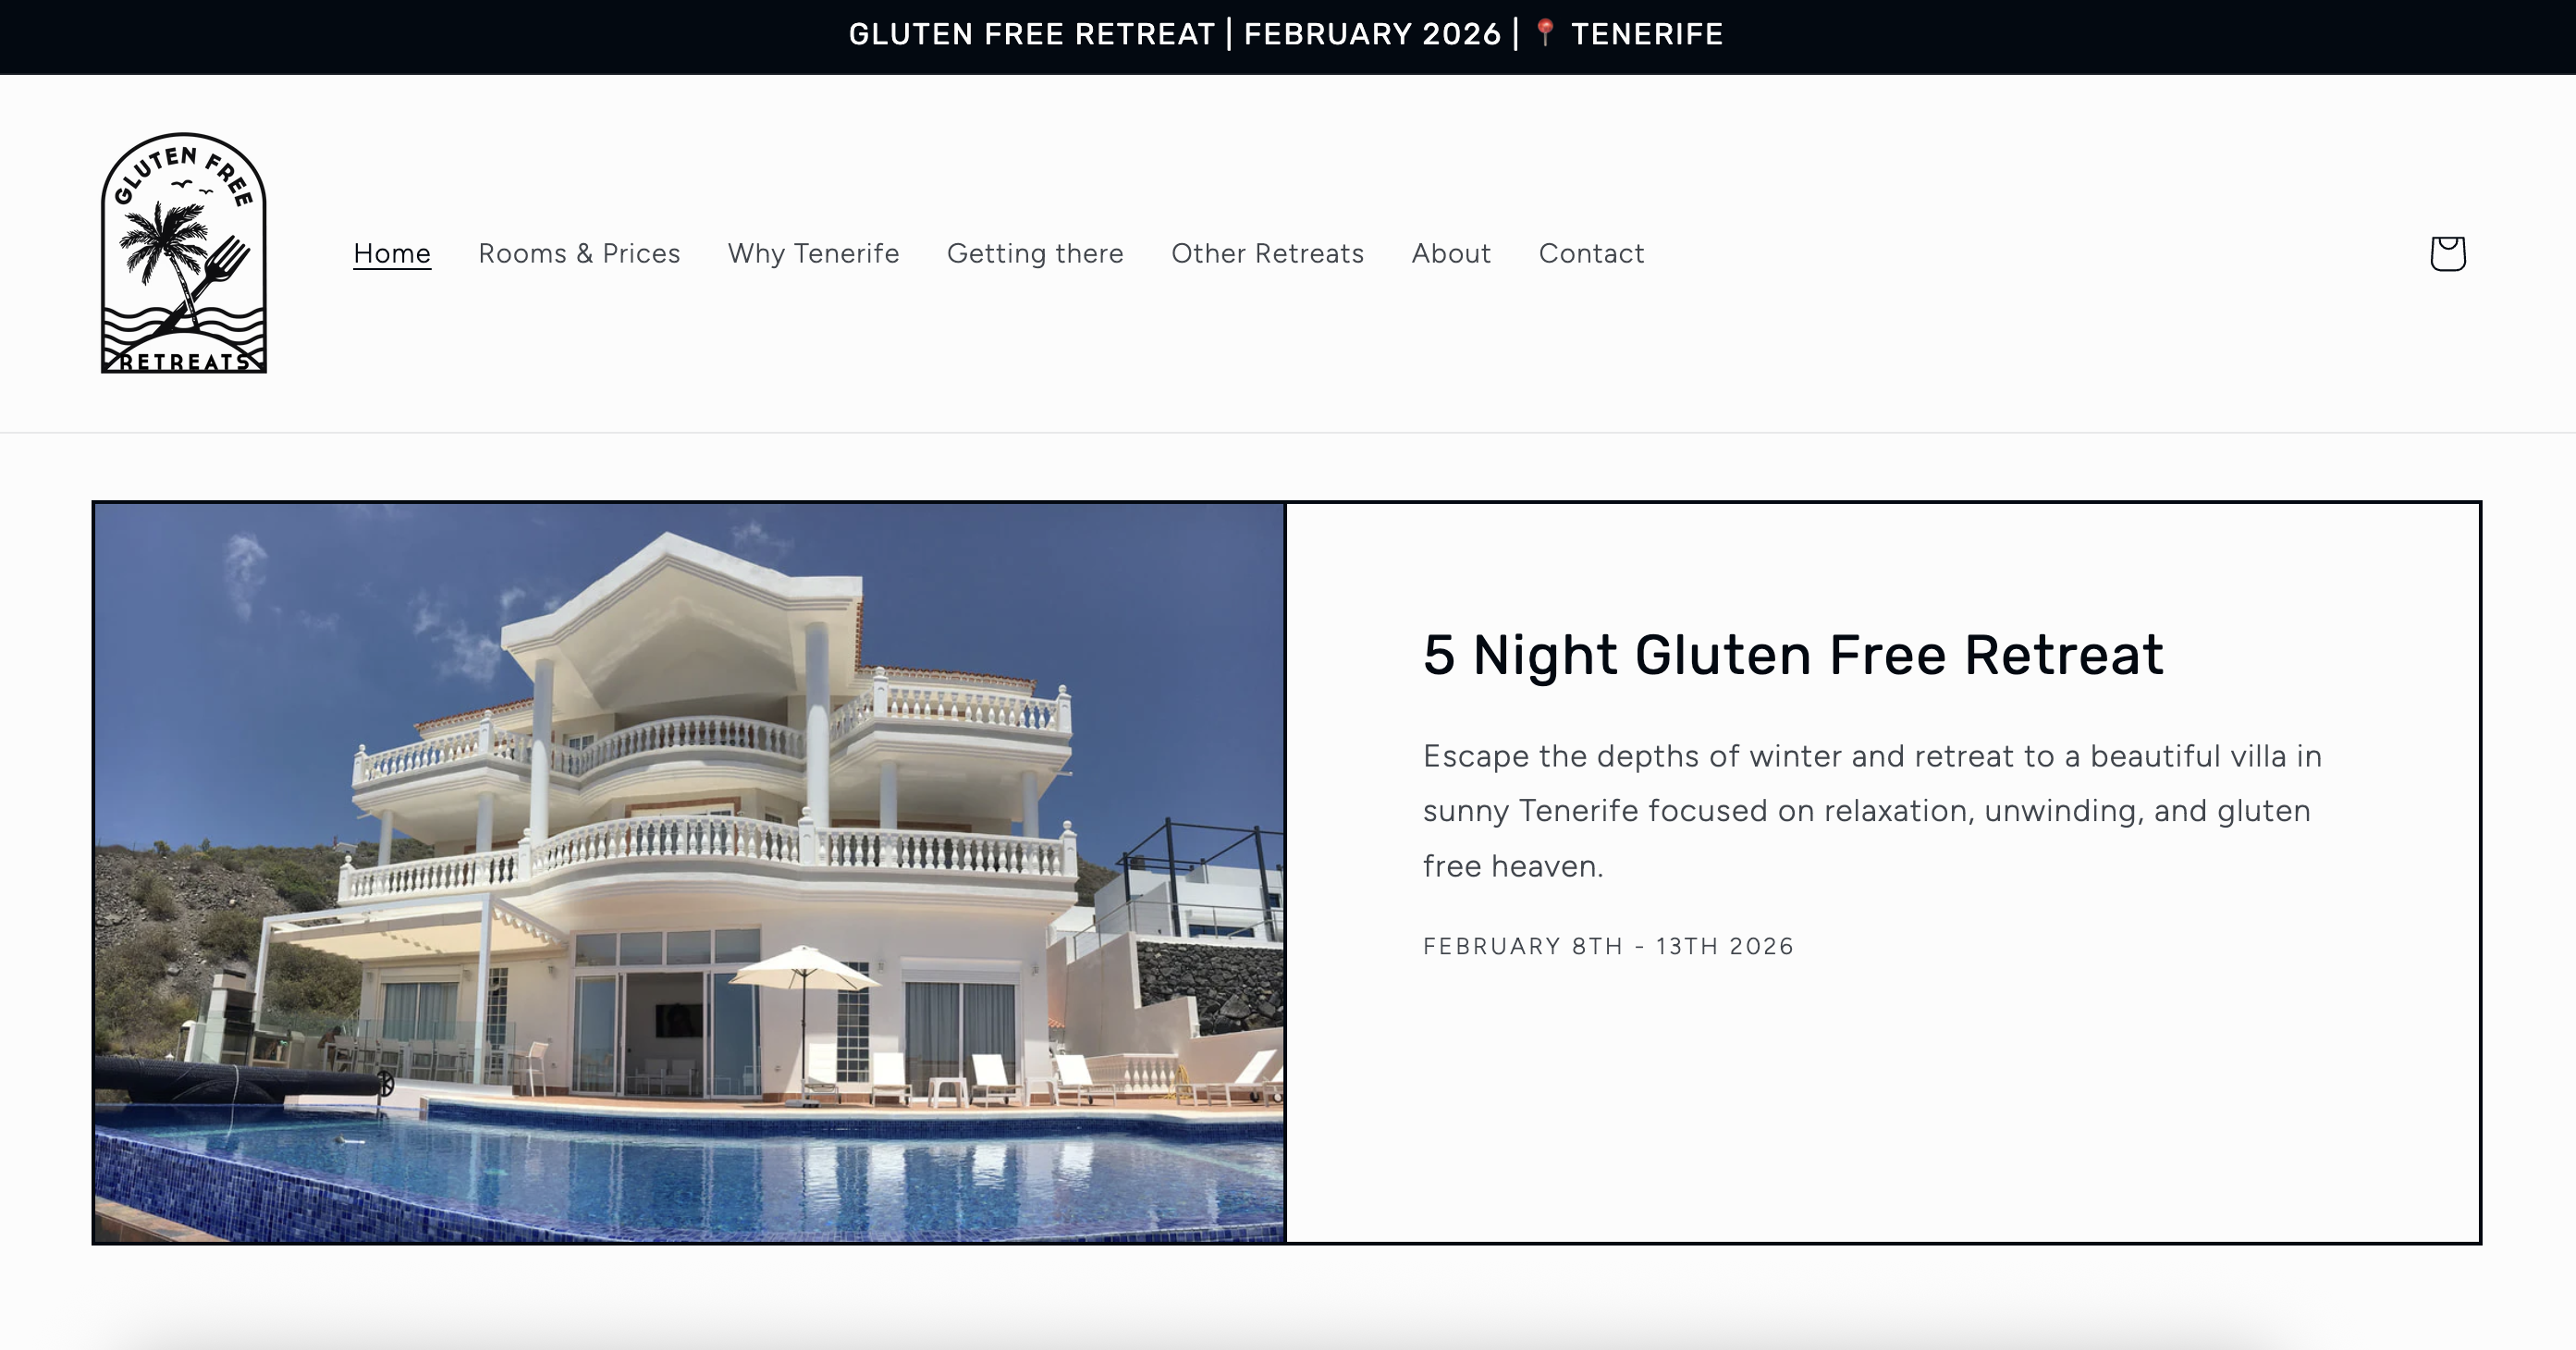 GLUTEN FREE RETREAT | FEBRUARY 2026 | 📍 TENERIFE
GLUTEN FREE
RETREATS
Home Rooms & Prices Why Tenerife Getting there Other Retreats About Contact
5 Night Gluten Free Retreat
Escape the depths of winter and retreat to a beautiful villa in
sunny Tenerife focused on relaxation, unwinding, and gluten
free heaven.
FEBRUARY 8TH - 13TH 2026